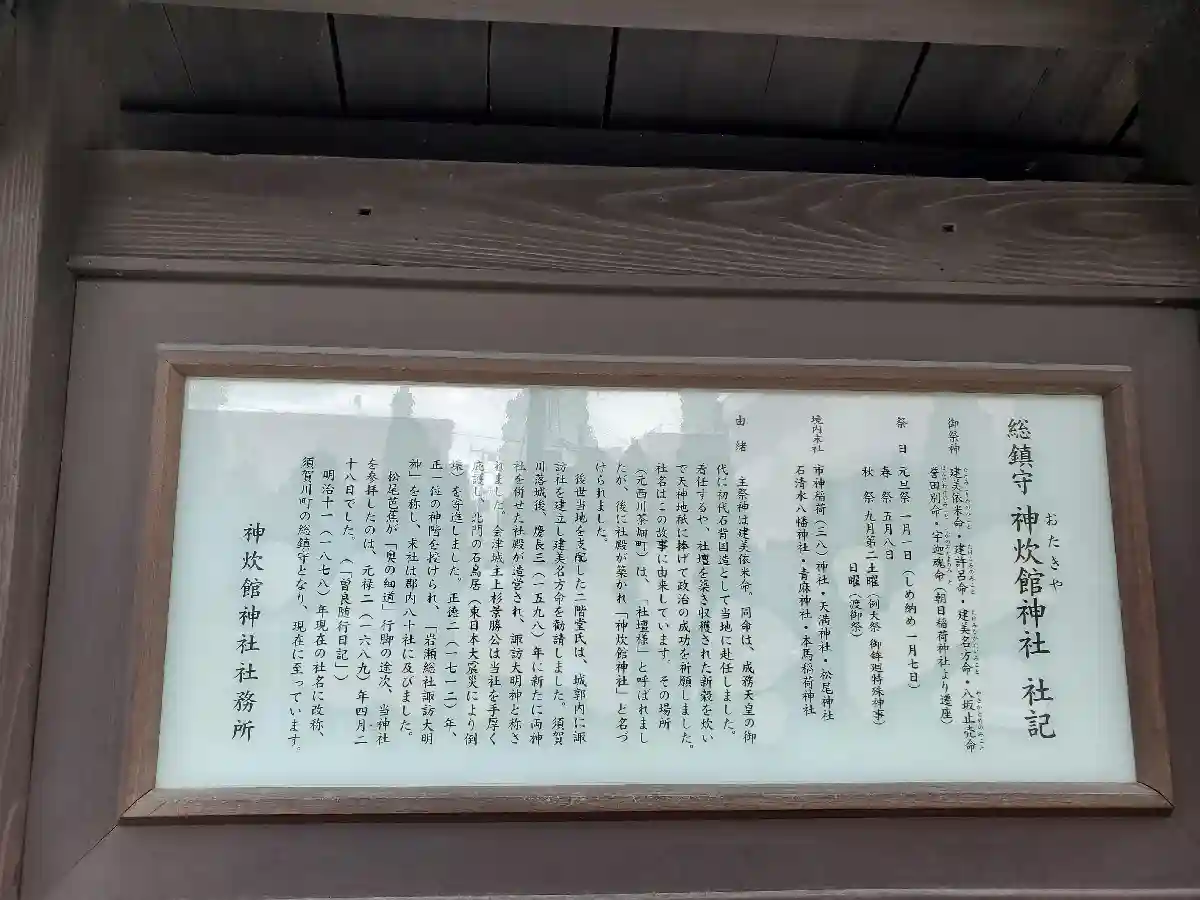 総鎮守 神炊館神社 社記
おたきや
御祭神 建美依米命・建許呂命・建美名方命・八坂止売命
誉田別命・宇迦魂命（朝日稲荷神社より遷座）
祭日 元旦祭 一月一日（しめ納め 一月七日）
春祭 五月八日
秋祭 九月第二土曜（例大祭 御鉾廻特殊神事）
日曜（渡御祭）
境内末社 市神稲荷（三八）神社・天満神社・松尾神社
石清水八幡神社・青麻神社・本馬稲荷神社
由緒
主祭神は建美依米命。同命は、成務天皇の御
代に初代石背国造として当地に赴任しました。
着任するや、社壇を築き収穫された新穀を炊い
て天神地祇に捧げて政治の成功を祈願しました。
社名はこの故事に由来しています。その場所
（元西川茶畑町）は、「社壇様」と呼ばれまし
たが、後に社殿が築かれ「神炊館神社」と名づ
けられました。
後世当地を支配した二階堂氏は、城郭内に諏
訪社を建立し建美名方命を勧請しました。須賀
川落城後、慶長三（一五九八）年に新たに両神
社を併せた社殿が造営され、諏訪大明神と称さ
れました。会津城主上杉景勝公は当社を手厚く
庇護し、北門の石鳥居（東日本大震災により倒
壊）を寄進しました。正徳二（一七一二）年、
正一位の神階を授けられ、「岩瀬総社諏訪大明
神」を称し、末社は郡内八十社に及びました。
松尾芭蕉が「奥の細道」行脚の途次、当神社
を参拝したのは、元禄二（一六八九）年四月二
十八日でした。（「曽良随行日記」）
明治十一（一八七八）年現在の社名に改称、
須賀川町の総鎮守となり、現在に至っています。
神炊館神社社務所